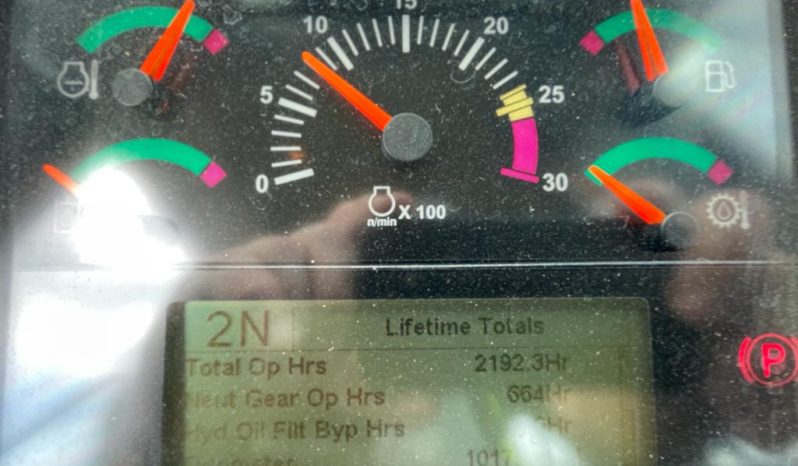 15
10
20
5
25
0
30
n/min X 100
2N
Lifetime Totals
Total Op Hrs 2192.3Hr
Neut Gear Op Hrs 664Hr
Hyd Oil Filt Byp Hrs
P